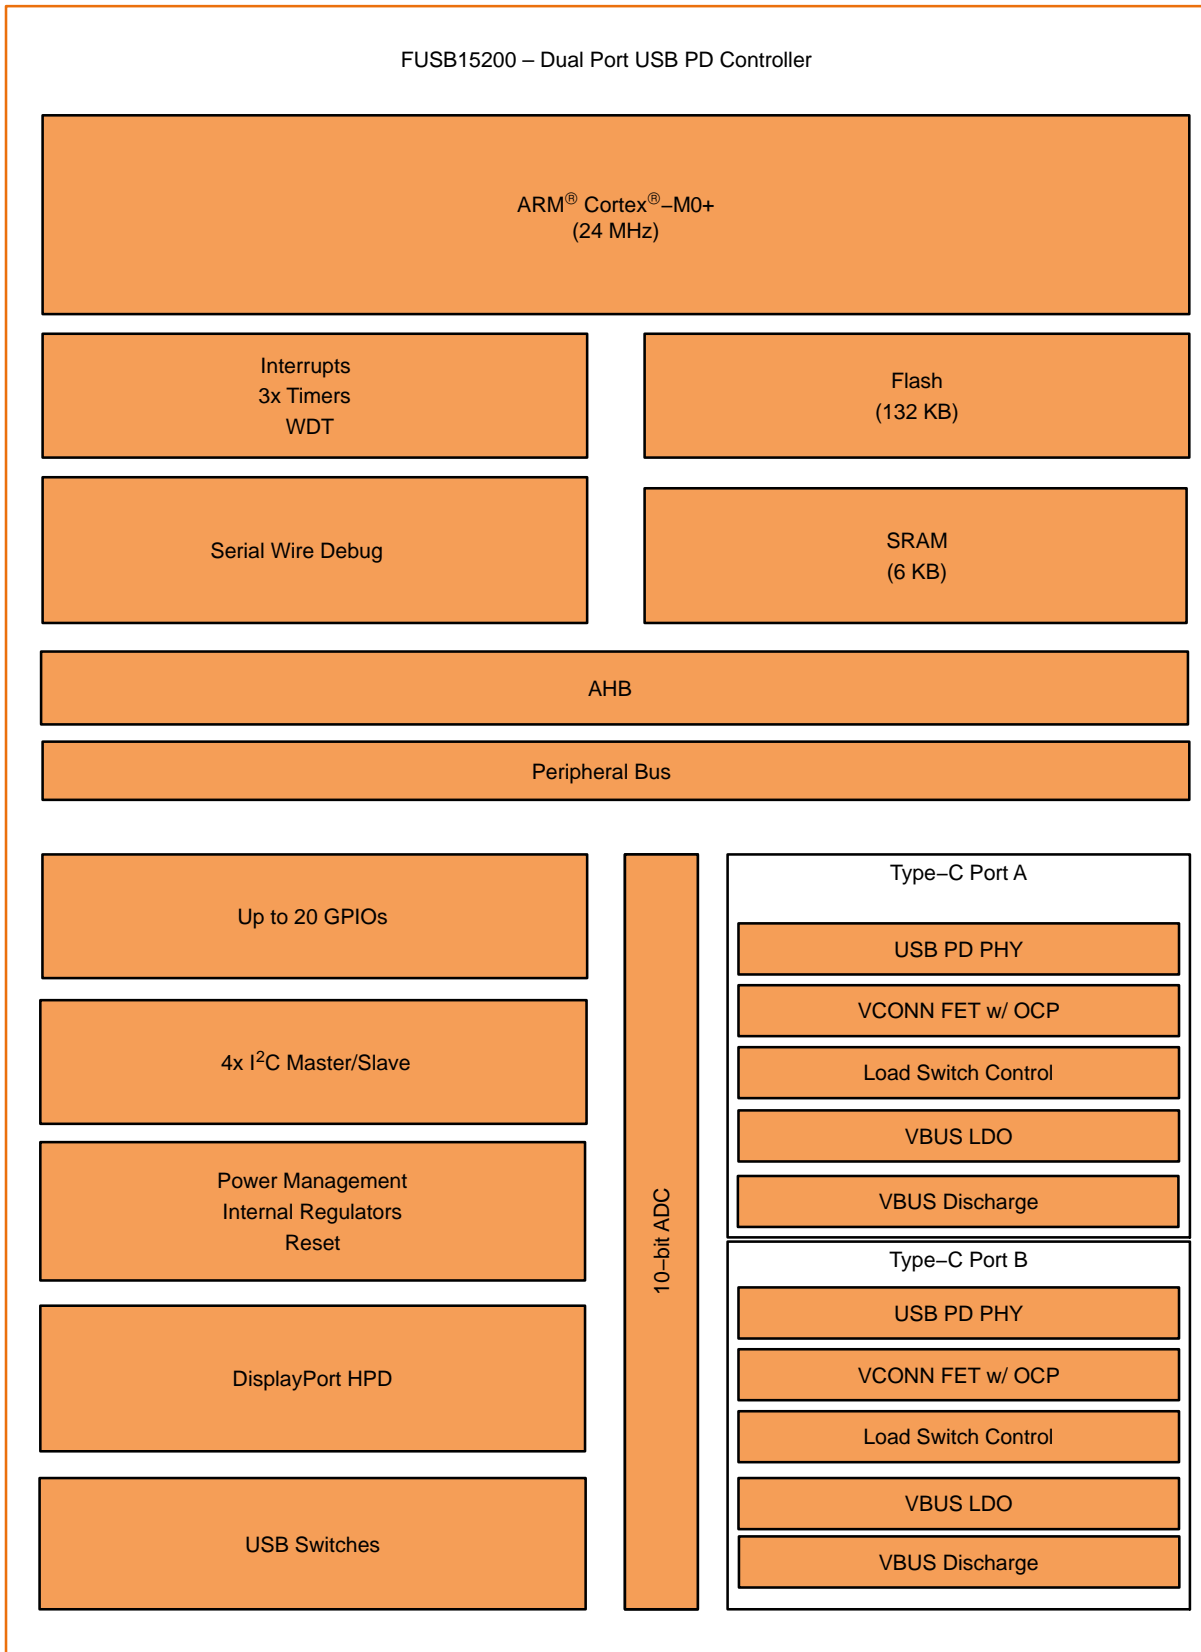 FUSB15200 – Dual Port USB PD Controller
ARM® Cortex®–M0+
(24 MHz)
Interrupts
3x Timers
WDT
Flash
(132 KB)
Serial Wire Debug
SRAM
(6 KB)
AHB
Peripheral Bus
Up to 20 GPIOs
4x I²C Master/Slave
Power Management
Internal Regulators
Reset
DisplayPort HPD
USB Switches
10–bit ADC
Type–C Port A
USB PD PHY
VCONN FET w/ OCP
Load Switch Control
VBUS LDO
VBUS Discharge
Type–C Port B
USB PD PHY
VCONN FET w/ OCP
Load Switch Control
VBUS LDO
VBUS Discharge